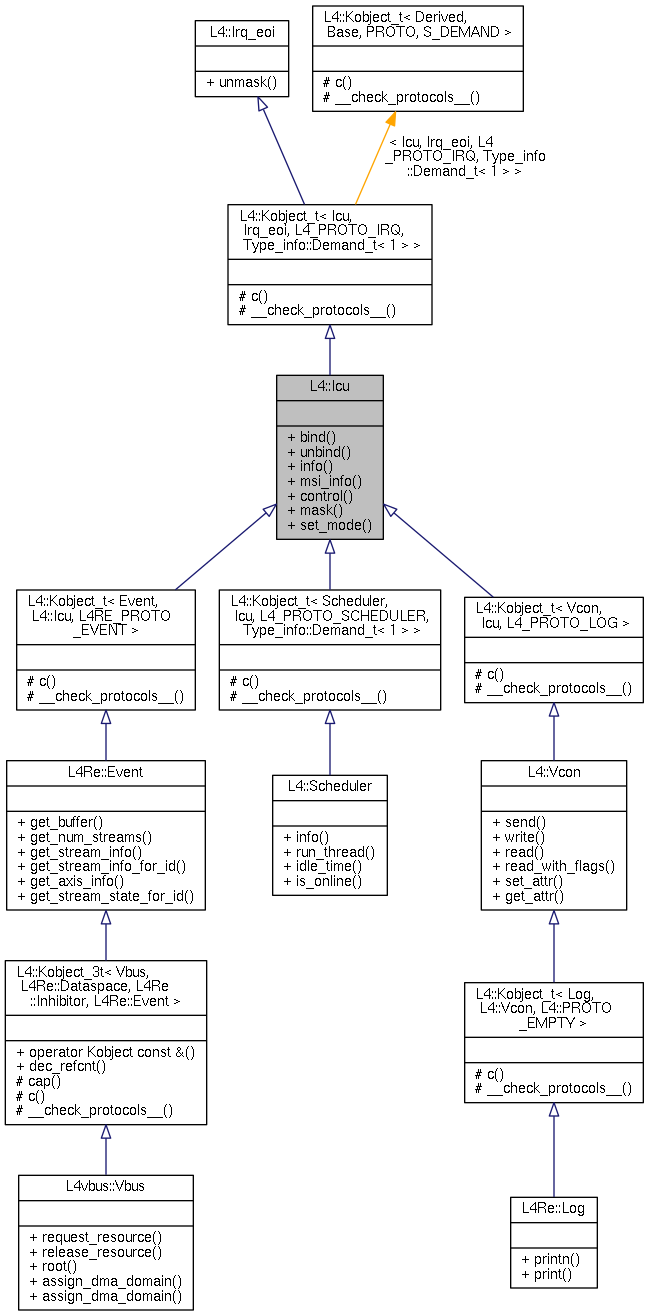 L4::Irq_eoi
+ unmask()
L4::Kobject_t< Derived,
Base, PROTO, S_DEMAND >
# c()
# __check_protocols__()
< Icu, Irq_eoi, L4
_PROTO_IRQ, Type_info
::Demand_t< 1 > >
L4::Kobject_t< Icu,
Irq_eoi, L4_PROTO_IRQ,
Type_info::Demand_t< 1 > >
# c()
# __check_protocols__()
L4::Icu
+ bind()
+ unbind()
+ info()
+ msi_info()
+ control()
+ mask()
+ set_mode()
L4::Kobject_t< Event,
L4::Icu, L4RE_PROTO
_EVENT >
# c()
# __check_protocols__()
L4::Kobject_t< Scheduler,
Icu, L4_PROTO_SCHEDULER,
Type_info::Demand_t< 1 > >
# c()
# __check_protocols__()
L4::Kobject_t< Vcon,
Icu, L4_PROTO_LOG >
# c()
# __check_protocols__()
L4Re::Event
+ get_buffer()
+ get_num_streams()
+ get_stream_info()
+ get_stream_info_for_id()
+ get_axis_info()
+ get_stream_state_for_id()
L4::Scheduler
+ info()
+ run_thread()
+ idle_time()
+ is_online()
L4::Vcon
+ send()
+ write()
+ read()
+ read_with_flags()
+ set_attr()
+ get_attr()
L4::Kobject_3t< Vbus,
L4Re::Dataspace, L4Re
::Inhibitor, L4Re::Event >
+ operator Kobject const &()
+ dec_refcnt()
# cap()
# c()
# __check_protocols__()
L4::Kobject_t< Log,
L4::Vcon, L4::PROTO
_EMPTY >
# c()
# __check_protocols__()
L4vbus::Vbus
+ request_resource()
+ release_resource()
+ root()
+ assign_dma_domain()
+ assign_dma_domain()
L4Re::Log
+ printn()
+ print()